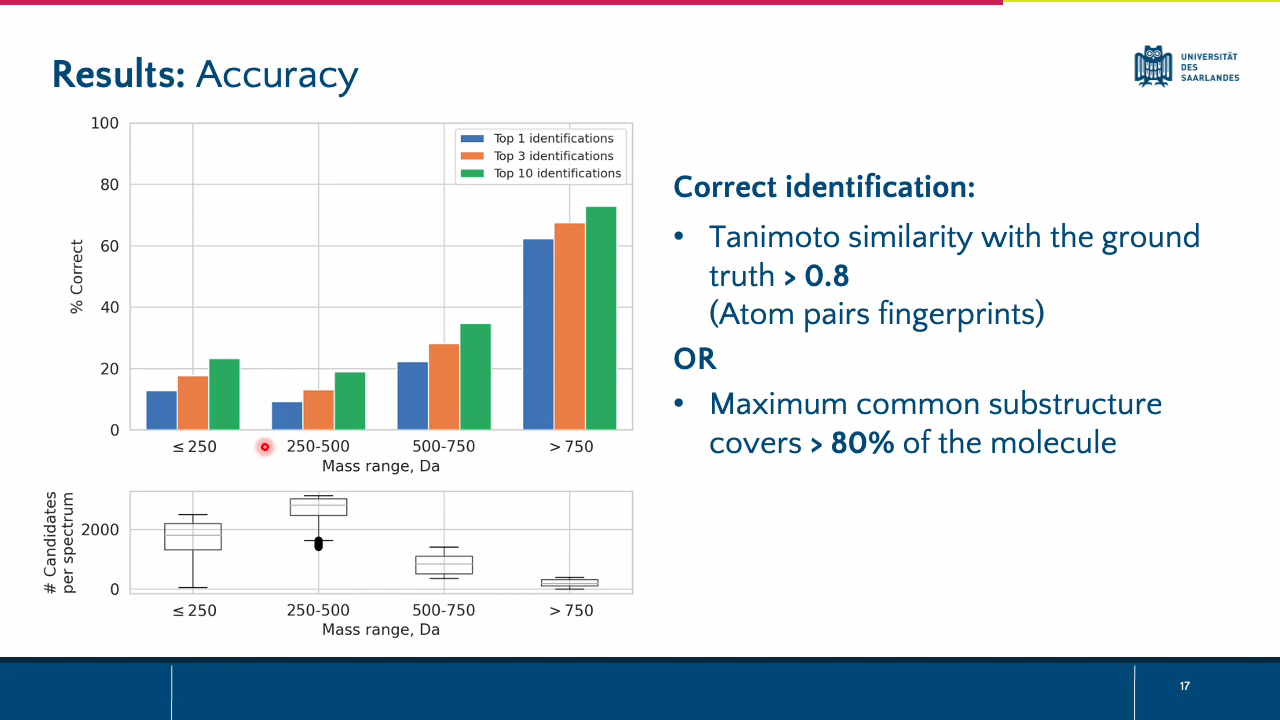 Results: Accuracy
UNIVERSITÄT
DES
SAARLANDES
100
80
60
40
20
0
% Correct
Top 1 identifications
Top 3 identifications
Top 10 identifications
≤ 250
250-500
500-750
> 750
Mass range, Da
# Candidates
per spectrum
2000
0
≤ 250
250-500
500-750
> 750
Mass range, Da
Correct identification:
• Tanimoto similarity with the ground
truth > 0.8
(Atom pairs fingerprints)
OR
• Maximum common substructure
covers > 80% of the molecule
17